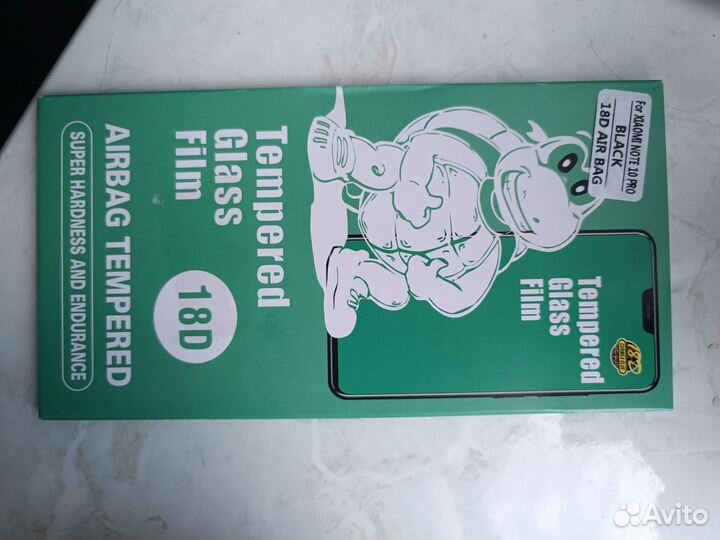 For XIAOMI NOTE 10 PRO
BLACK
18D AIR BAG
Tempered
Glass
Film
Tempered
Glass
Film
18D
AIRBAG TEMPERED
SUPER HARDNESS AND ENDURANCE
Avito